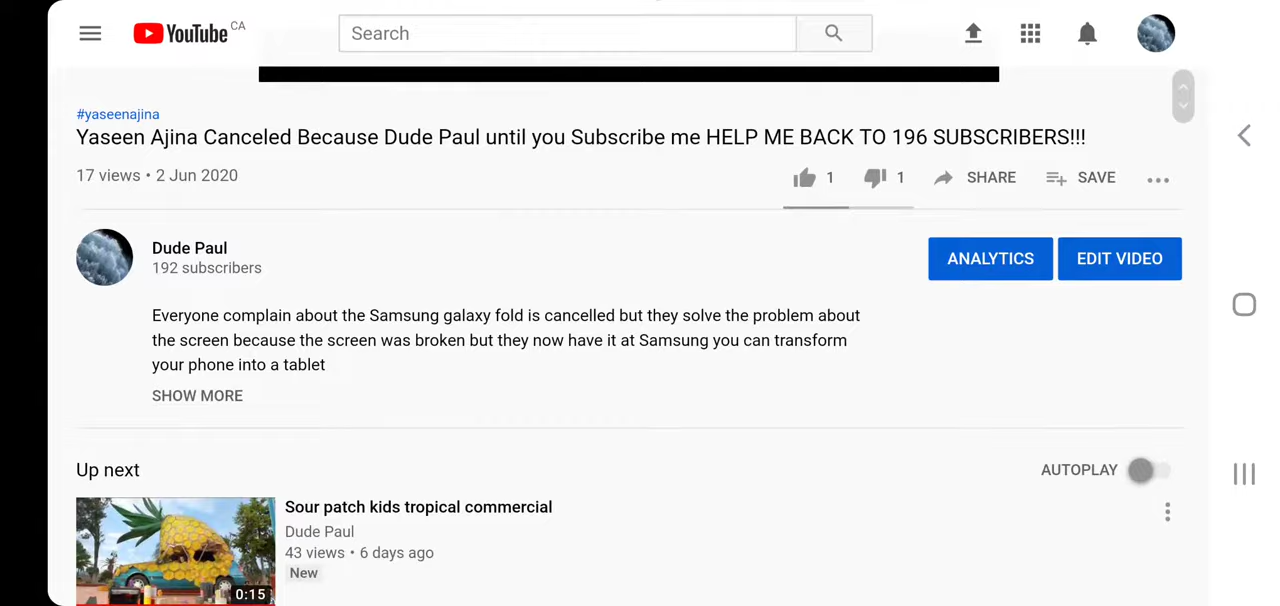 YouTube CA
Search
#yaseenajina
Yaseen Ajina Canceled Because Dude Paul until you Subscribe me HELP ME BACK TO 196 SUBSCRIBERS!!!
17 views • 2 Jun 2020
1 1 SHARE SAVE
Dude Paul
192 subscribers
ANALYTICS EDIT VIDEO
Everyone complain about the Samsung galaxy fold is cancelled but they solve the problem about
the screen because the screen was broken but they now have it at Samsung you can transform
your phone into a tablet
SHOW MORE
Up next
AUTOPLAY
Sour patch kids tropical commercial
Dude Paul
43 views • 6 days ago
New
0:15